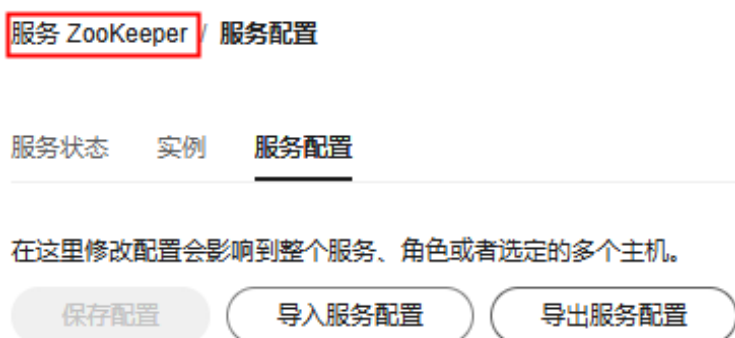 服务 ZooKeeper / 服务配置
服务状态 实例 服务配置
在这里修改配置会影响到整个服务、角色或者选定的多个主机。
保存配置 导入服务配置 导出服务配置